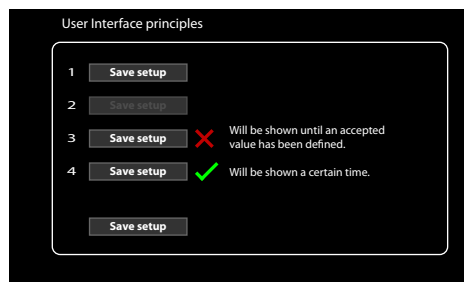 User Interface principles
1 Save setup
2 Save setup
3 Save setup Will be shown until an accepted
value has been defined.
4 Save setup Will be shown a certain time.
Save setup